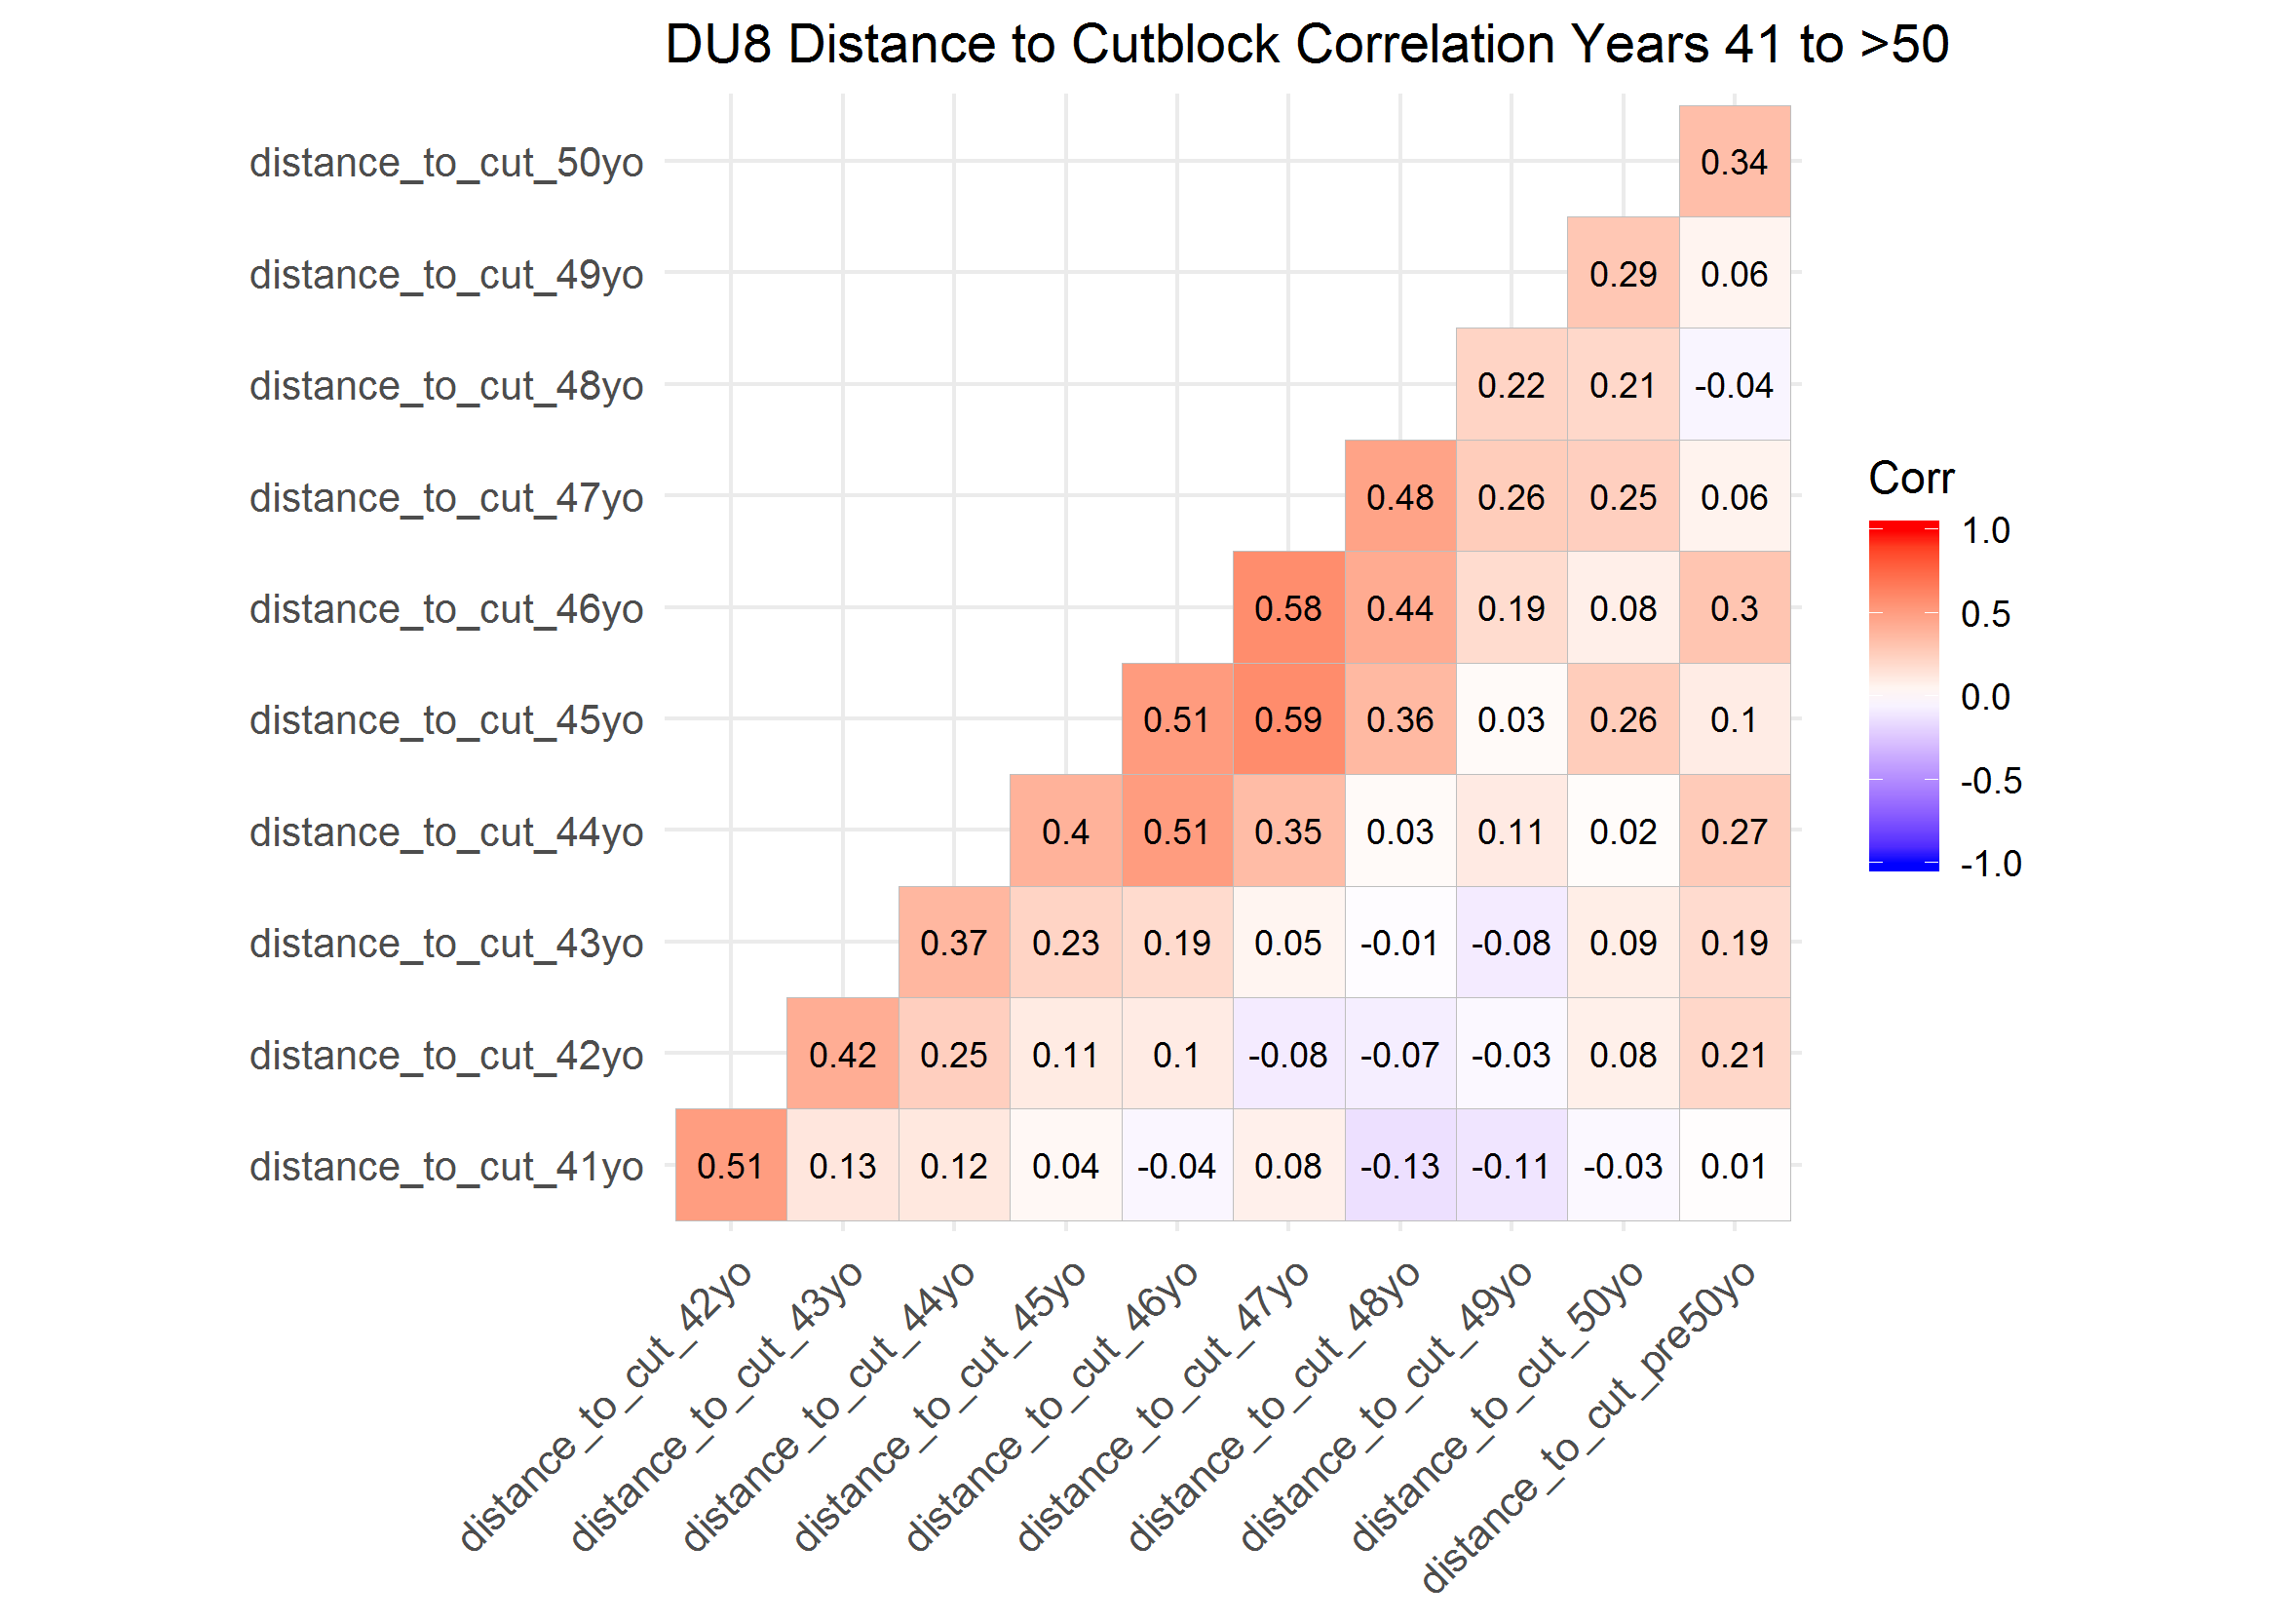 DU8 Distance to Cutblock Correlation Years 41 to >50
distance_to_cut_50yo 0.34
distance_to_cut_49yo 0.29 0.06
distance_to_cut_48yo 0.22 0.21 -0.04
distance_to_cut_47yo 0.48 0.26 0.25 0.06
distance_to_cut_46yo 0.58 0.44 0.19 0.08 0.3
distance_to_cut_45yo 0.51 0.59 0.36 0.03 0.26 0.1
distance_to_cut_44yo 0.4 0.51 0.35 0.03 0.11 0.02 0.27
distance_to_cut_43yo 0.37 0.23 0.19 0.05 -0.01 -0.08 0.09 0.19
distance_to_cut_42yo 0.42 0.25 0.11 0.1 -0.08 -0.07 -0.03 0.08 0.21
distance_to_cut_41yo 0.51 0.13 0.12 0.04 -0.04 0.08 -0.13 -0.11 -0.03 0.01
distance_to_cut_42yo
distance_to_cut_43yo
distance_to_cut_44yo
distance_to_cut_45yo
distance_to_cut_46yo
distance_to_cut_47yo
distance_to_cut_48yo
distance_to_cut_49yo
distance_to_cut_50yo
distance_to_cut_pre50yo
Corr
1.0
0.5
0.0
-0.5
-1.0